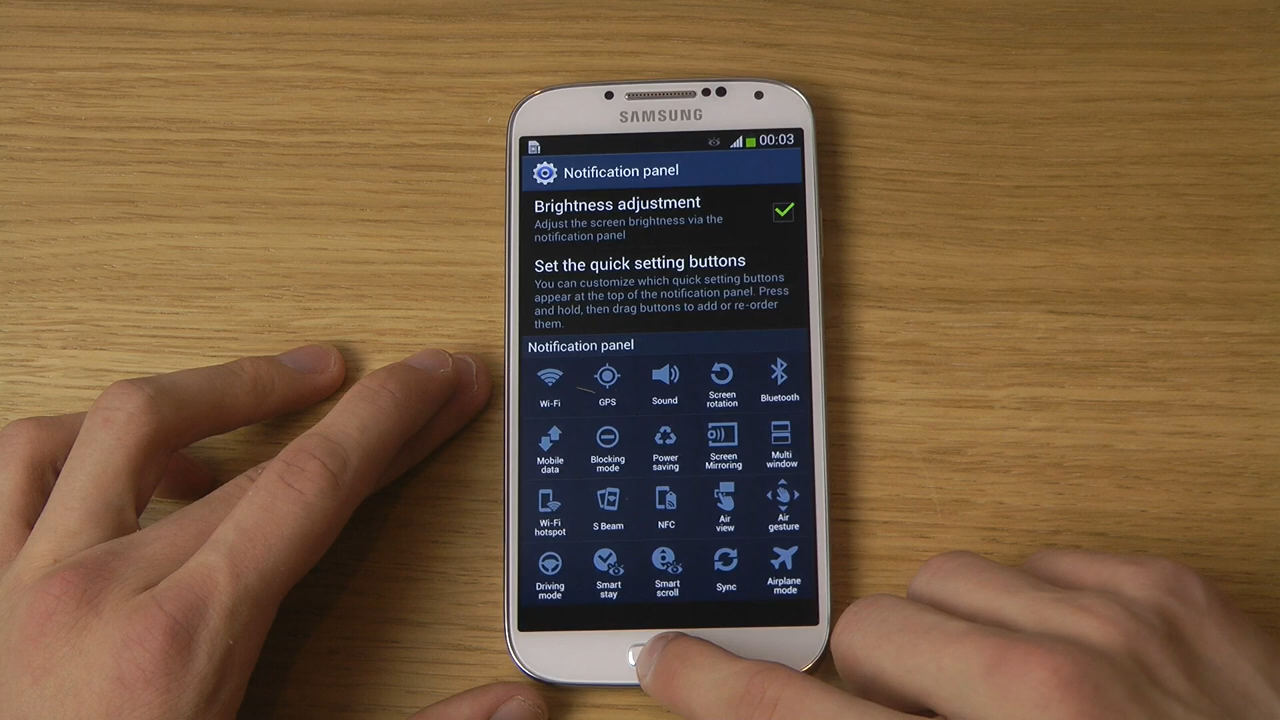 SAMSUNG
00:03
Notification panel
Brightness adjustment
Adjust the screen brightness via the
notification panel
Set the quick setting buttons
You can customize which quick setting buttons
appear at the top of the notification panel. Press
and hold, then drag buttons to add or re-order
them.
Notification panel
Wi-Fi GPS Sound Screen rotation Bluetooth
Mobile data Blocking mode Power saving Screen Mirroring Multi window
Wi-Fi hotspot S Beam NFC Air view Air gesture
Driving mode Smart stay Smart scroll Sync Airplane mode